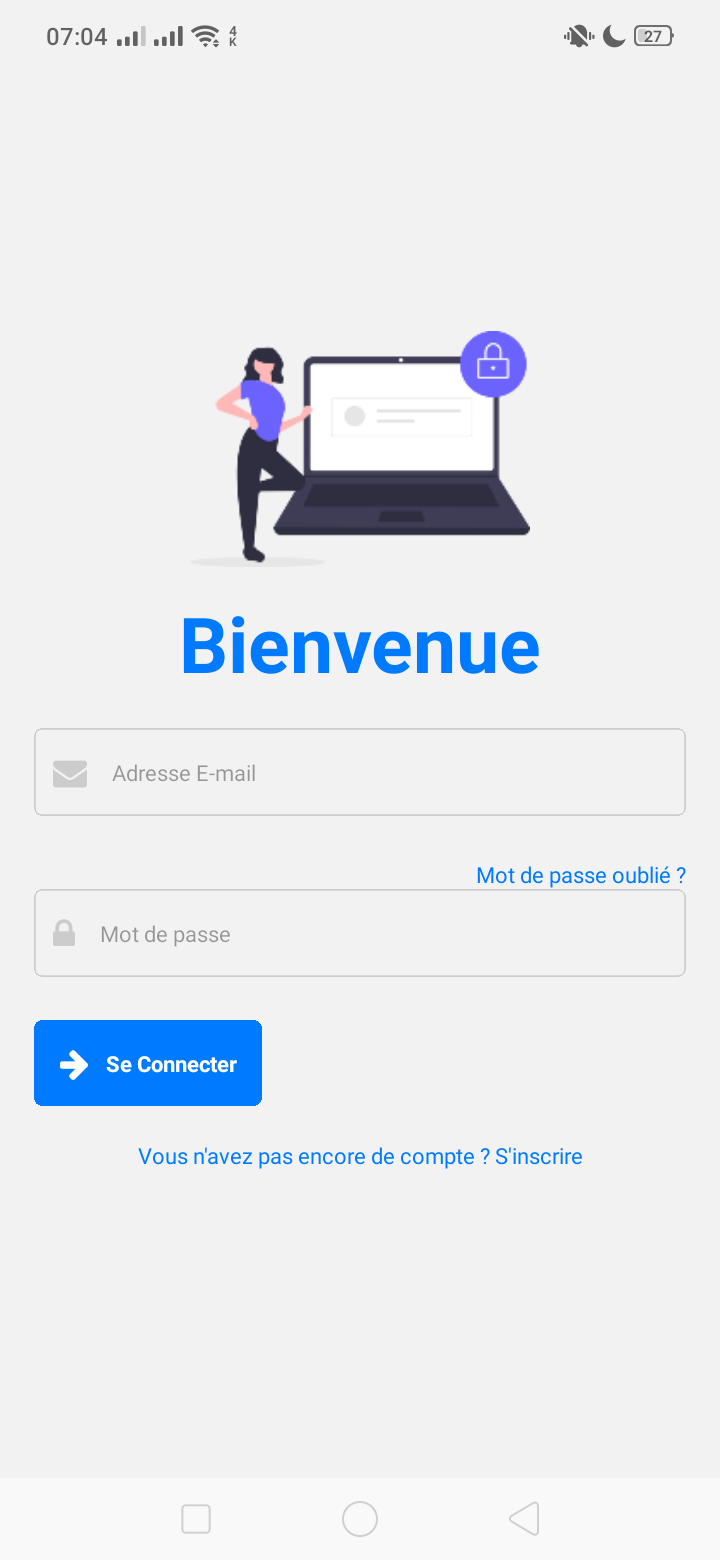 07:04 4 K 27
Bienvenue
Adresse E-mail
Mot de passe oublié ?
Mot de passe
Se Connecter
Vous n'avez pas encore de compte ? S'inscrire